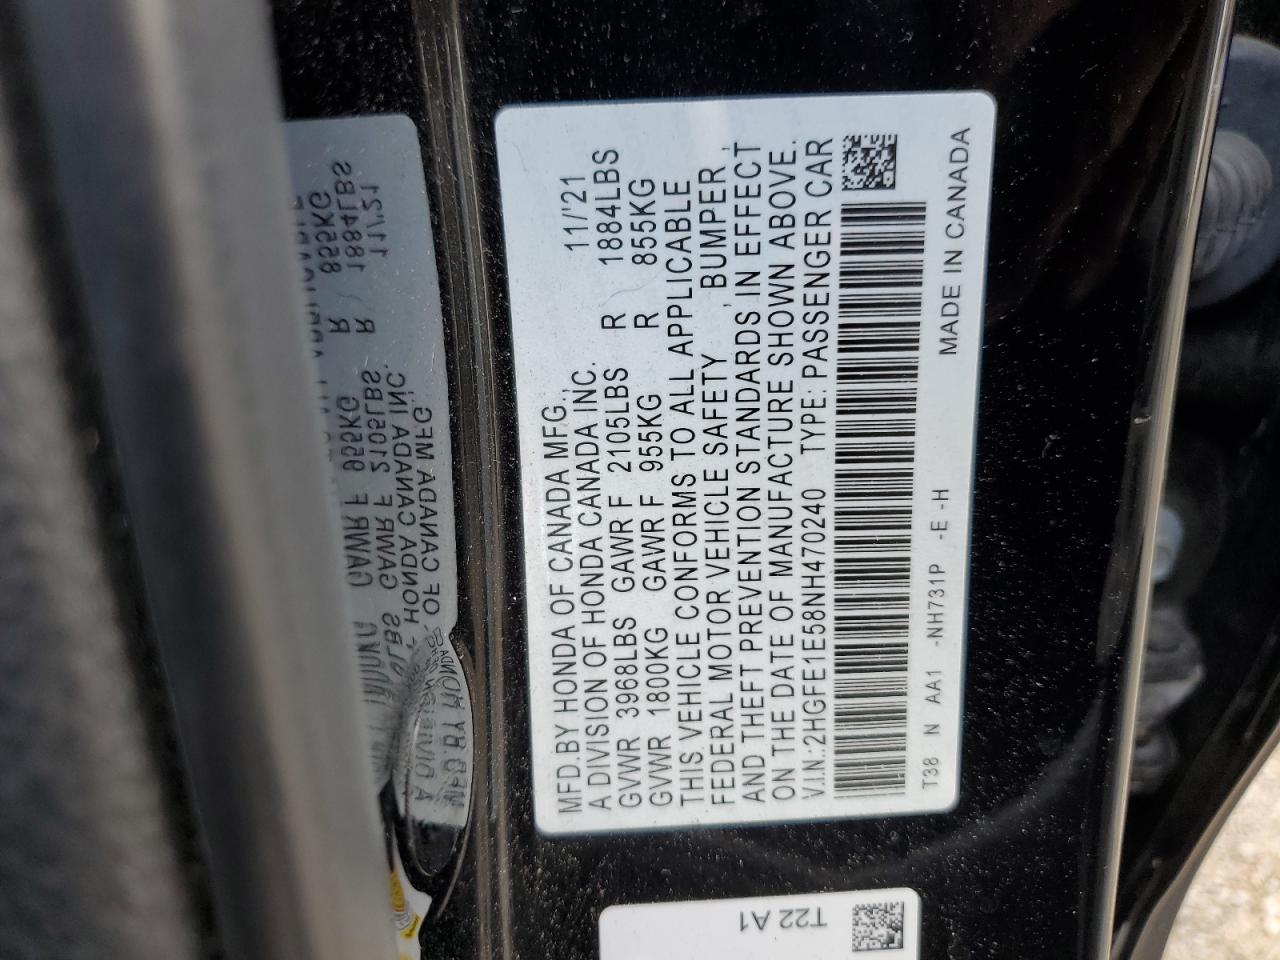 MFD.BY HONDA OF CANADA MFG., 11/'21
A DIVISION OF HONDA CANADA INC.
GVWR 3968LBS GAWR F 2105LBS R 1884LBS
GVWR 1800KG GAWR F 955KG R 855KG
THIS VEHICLE CONFORMS TO ALL APPLICABLE
FEDERAL MOTOR VEHICLE SAFETY , BUMPER ,
AND THEFT PREVENTION STANDARDS IN EFFECT
ON THE DATE OF MANUFACTURE SHOWN ABOVE.
V.I.N.:2HGFE1E58NH470240 TYPE: PASSENGER CAR
T38 N AA1 -NH731P -E -H MADE IN CANADA
T22 A1